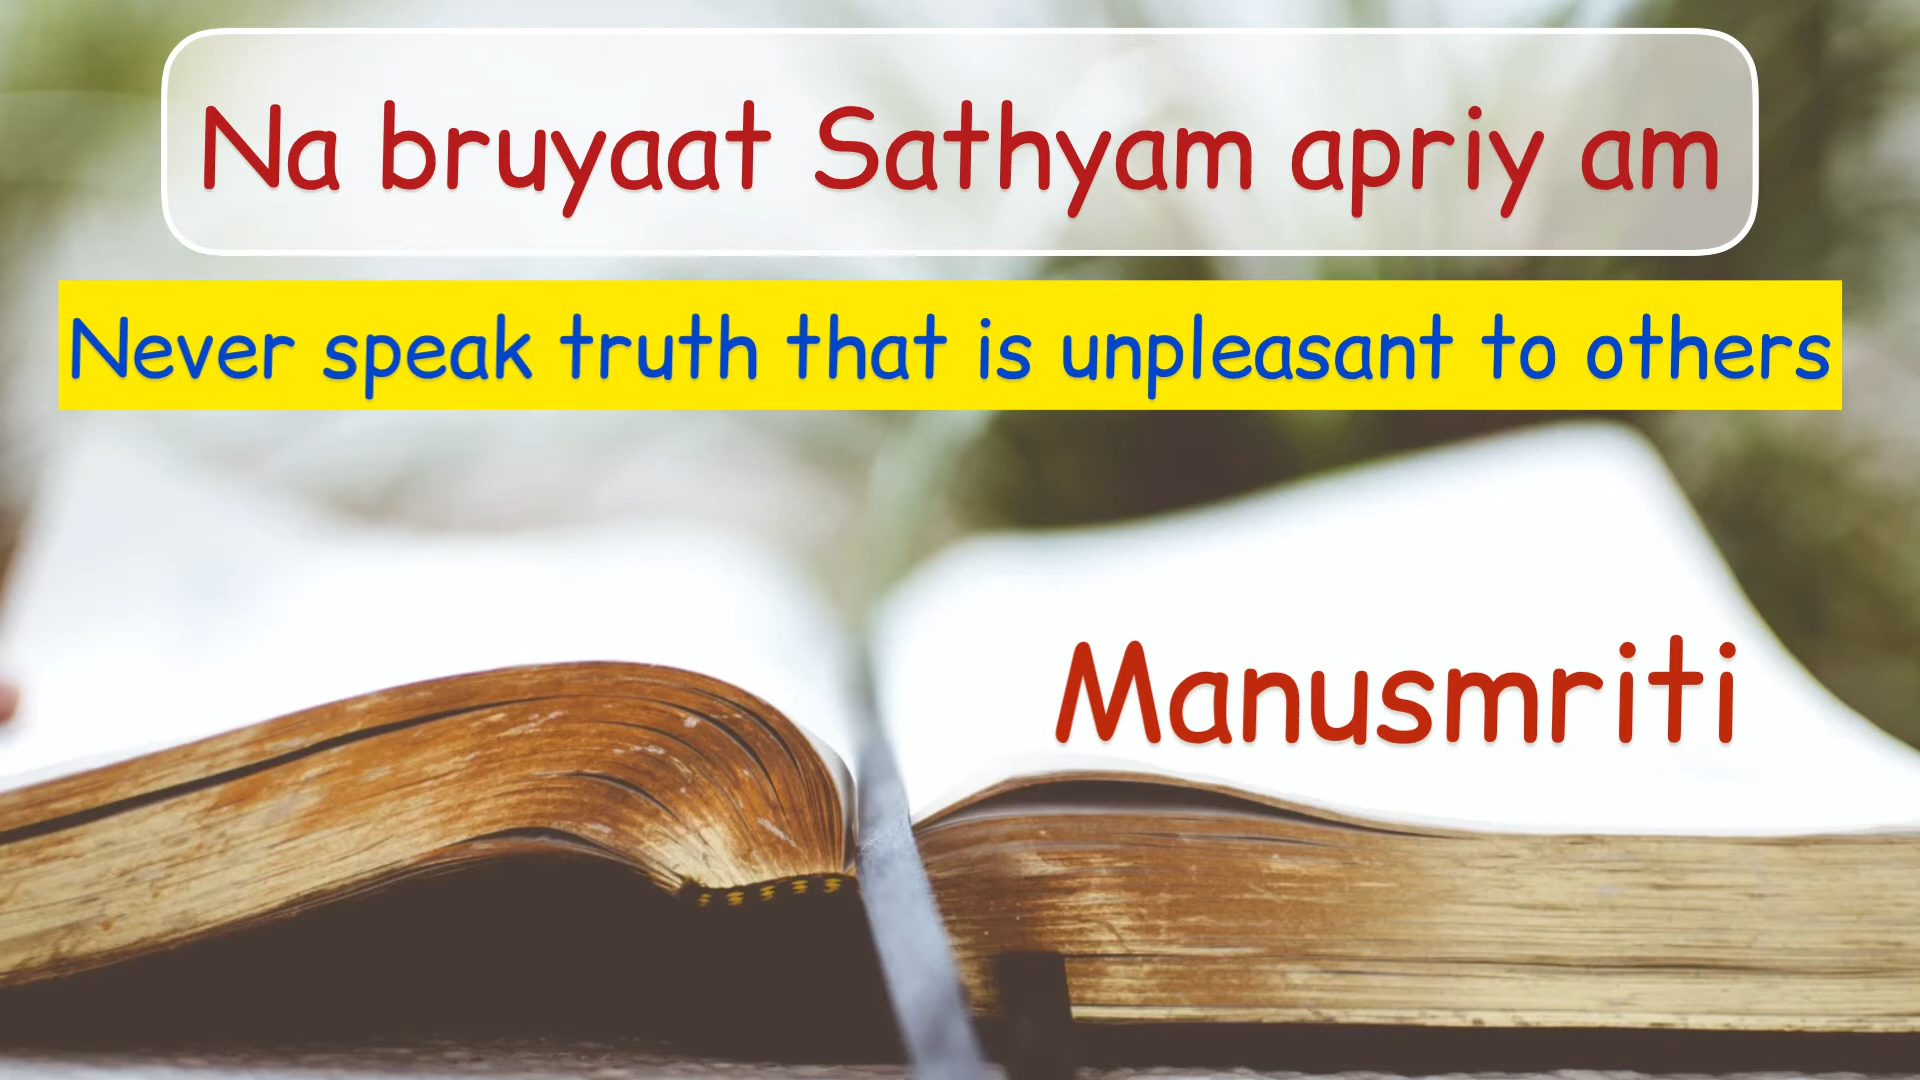 Na bruyaat Sathyam apriy am
Never speak truth that is unpleasant to others
Manusmriti